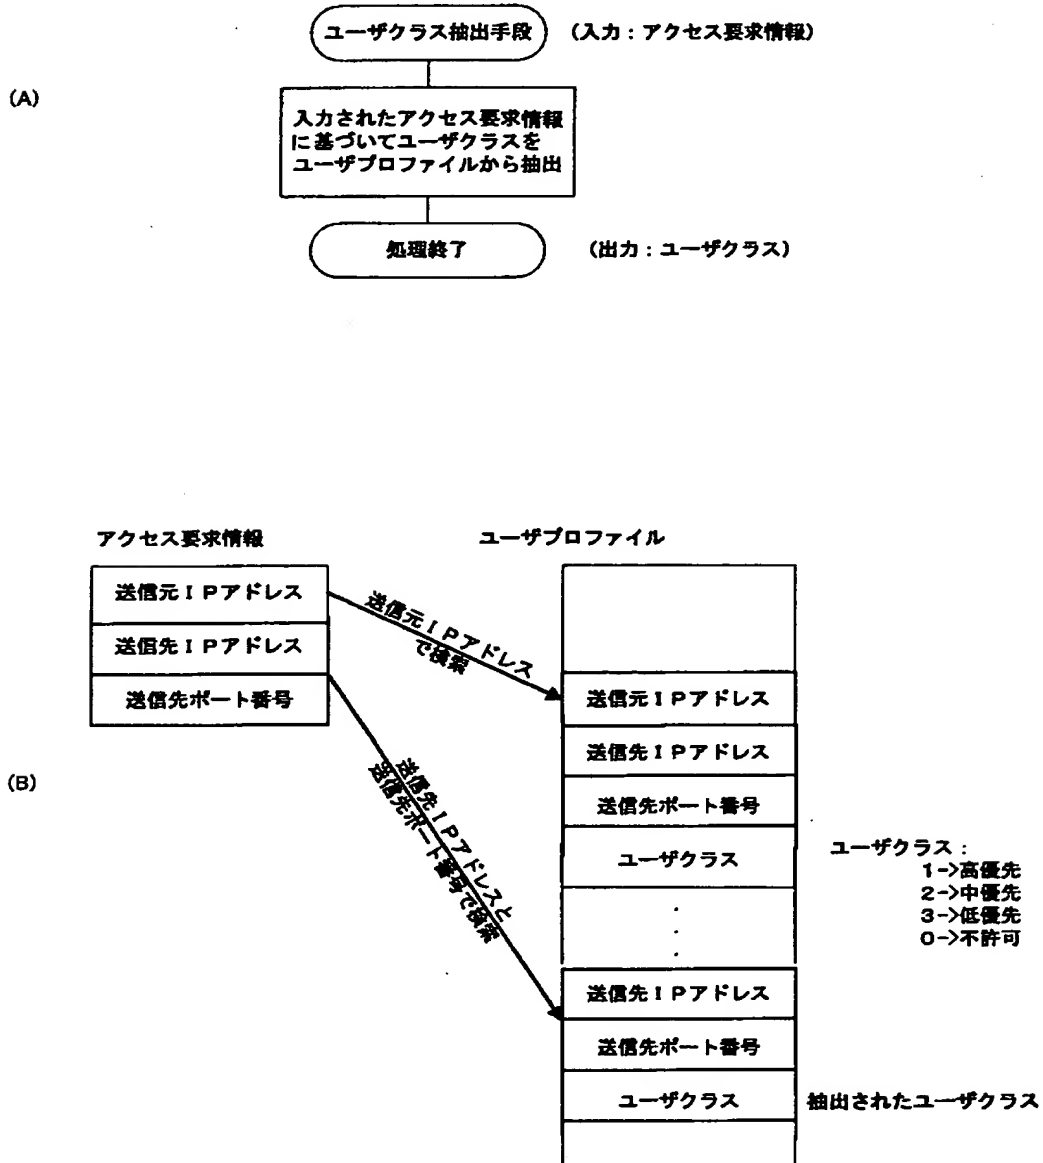 ユーザクラス抽出手段
(入力：アクセス要求情報)
(A)
入力されたアクセス要求情報
に基づいてユーザクラスを
ユーザプロファイルから抽出
処理終了
(出力：ユーザクラス)
アクセス要求情報
ユーザプロファイル
送信元ＩＰアドレス
送信先ＩＰアドレス
送信先ポート番号
送信元ＩＰアドレス
で検索
送信先ＩＰアドレスと
送信先ポート番号で検索
(B)
送信元ＩＰアドレス
送信先ＩＰアドレス
送信先ポート番号
ユーザクラス
ユーザクラス：
1->高優先
2->中優先
3->低優先
0->不許可
送信先ＩＰアドレス
送信先ポート番号
ユーザクラス
抽出されたユーザクラス